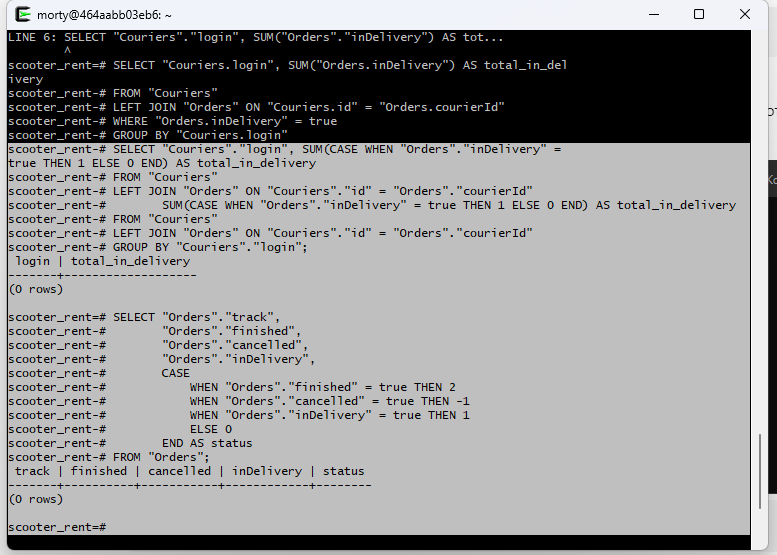 morty@464aabb03eb6: ~
LINE 6: SELECT "Couriers"."login", SUM("Orders"."inDelivery") AS tot...
^
scooter_rent=# SELECT "Couriers.login", SUM("Orders.inDelivery") AS total_in_del
ivery
scooter_rent-# FROM "Couriers"
scooter_rent-# LEFT JOIN "Orders" ON "Couriers.id" = "Orders.courierId"
scooter_rent-# WHERE "Orders.inDelivery" = true
scooter_rent-# GROUP BY "Couriers.login"
scooter_rent-# SELECT "Couriers"."login", SUM(CASE WHEN "Orders"."inDelivery" =
true THEN 1 ELSE 0 END) AS total_in_delivery
scooter_rent-# FROM "Couriers"
scooter_rent-# LEFT JOIN "Orders" ON "Couriers"."id" = "Orders"."courierId"
scooter_rent-#        SUM(CASE WHEN "Orders"."inDelivery" = true THEN 1 ELSE 0 END) AS total_in_delivery
scooter_rent-# FROM "Couriers"
scooter_rent-# LEFT JOIN "Orders" ON "Couriers"."id" = "Orders"."courierId"
scooter_rent-# GROUP BY "Couriers"."login";
login | total_in_delivery
-------+-------------------
(0 rows)
scooter_rent=# SELECT "Orders"."track",
scooter_rent-#        "Orders"."finished",
scooter_rent-#        "Orders"."cancelled",
scooter_rent-#        "Orders"."inDelivery",
scooter_rent-#        CASE
scooter_rent-#            WHEN "Orders"."finished" = true THEN 2
scooter_rent-#            WHEN "Orders"."cancelled" = true THEN -1
scooter_rent-#            WHEN "Orders"."inDelivery" = true THEN 1
scooter_rent-#            ELSE 0
scooter_rent-#        END AS status
scooter_rent-# FROM "Orders";
track | finished | cancelled | inDelivery | status
-------+----------+-----------+------------+--------
(0 rows)
scooter_rent=#